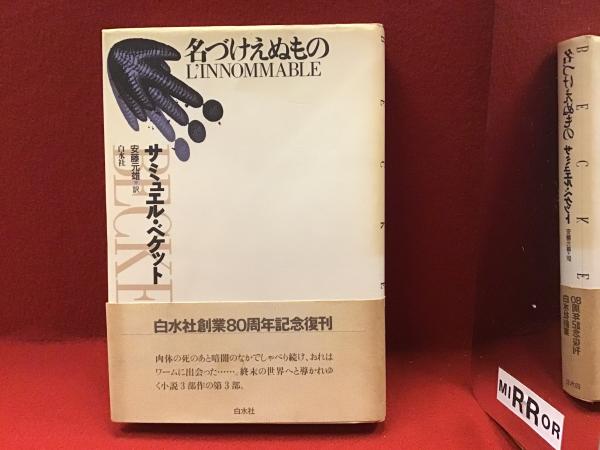 名づけえぬもの
L'INNOMMABLE
サミュエル・ベケット
安藤元雄訳
白水社
BECKE
白水社創業80周年記念復刊
肉体の死のあと暗闇のなかでしゃべり続け、おれは
ワームに出会った……。終末の世界へと導かれゆ
く小説3部作の第3部。
白水社
BECKE
MIRROR